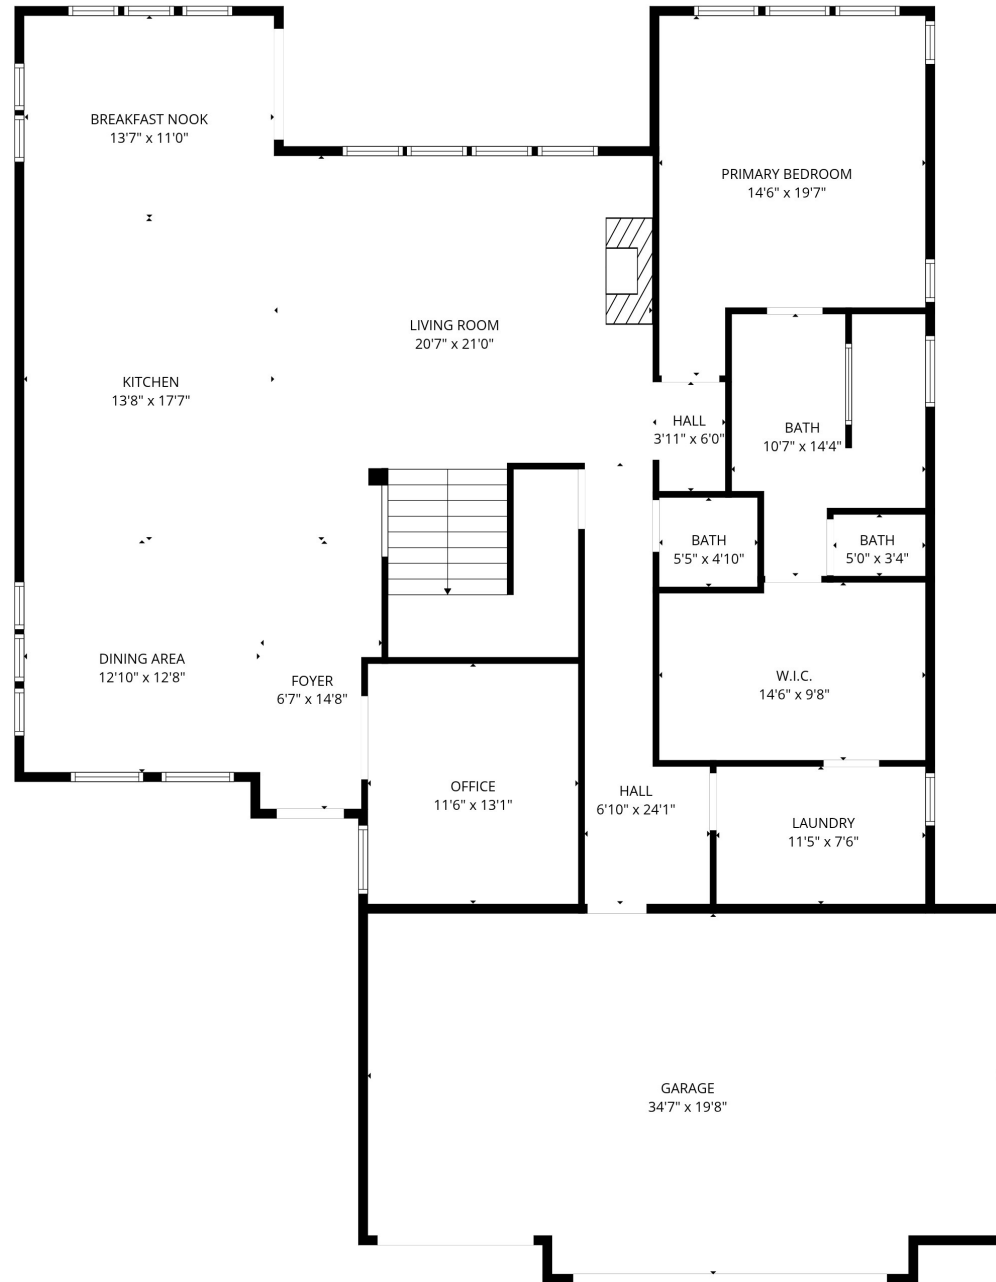 BREAKFAST NOOK
13'7" x 11'0"
PRIMARY BEDROOM
14'6" x 19'7"
LIVING ROOM
20'7" x 21'0"
KITCHEN
13'8" x 17'7"
HALL
3'11" x 6'0"
BATH
10'7" x 14'4"
BATH
5'5" x 4'10"
BATH
5'0" x 3'4"
DINING AREA
12'10" x 12'8"
FOYER
6'7" x 14'8"
W.I.C.
14'6" x 9'8"
OFFICE
11'6" x 13'1"
HALL
6'10" x 24'1"
LAUNDRY
11'5" x 7'6"
GARAGE
34'7" x 19'8"